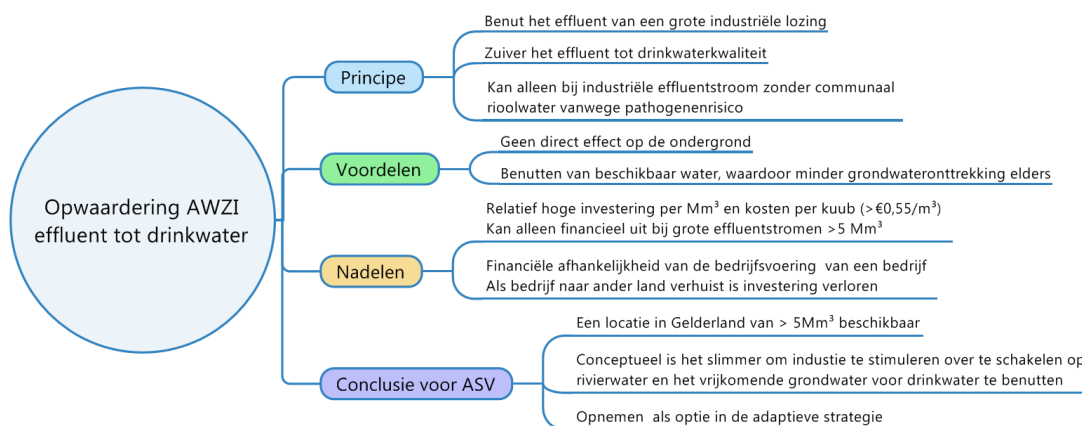 Opwaardering AWZI
effluent tot drinkwater
Principe
Benut het effluent van een grote industriële lozing
Zuiver het effluent tot drinkwaterkwaliteit
Kan alleen bij industriële effluentstroom zonder communaal
rioolwater vanwege pathogenenrisico
Voordelen
Geen direct effect op de ondergrond
Benutten van beschikbaar water, waardoor minder grondwateronttrekking elders
Nadelen
Relatief hoge investering per Mm³ en kosten per kuub (>€0,55/m³)
Kan alleen financieel uit bij grote effluentstromen >5 Mm³
Financiële afhankelijkheid van de bedrijfsvoering van een bedrijf
Als bedrijf naar ander land verhuist is investering verloren
Conclusie voor ASV
Een locatie in Gelderland van > 5Mm³ beschikbaar
Conceptueel is het slimmer om industie te stimuleren over te schakelen op
rivierwater en het vrijkomende grondwater voor drinkwater te benutten
Opnemen als optie in de adaptieve strategie